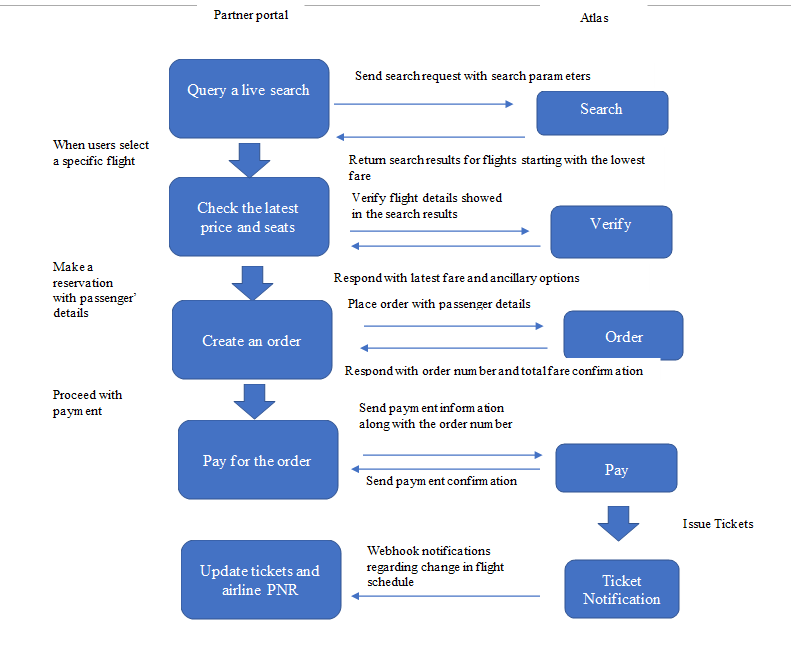 Partner portal
Atlas
Query a live search
Send search request with search parameters
Search
When users select
a specific flight
Return search results for flights starting with the lowest
fare
Check the latest
price and seats
Verify flight details showed
in the search results
Verify
Make a
reservation
with passenger’
details
Respond with latest fare and ancillary options
Place order with passenger details
Create an order
Order
Respond with order number and total fare confirmation
Proceed with
payment
Send payment information
along with the order number
Pay for the order
Pay
Send payment confirmation
Issue Tickets
Update tickets and
airline PNR
Webhook notifications
regarding change in flight
schedule
Ticket
Notification